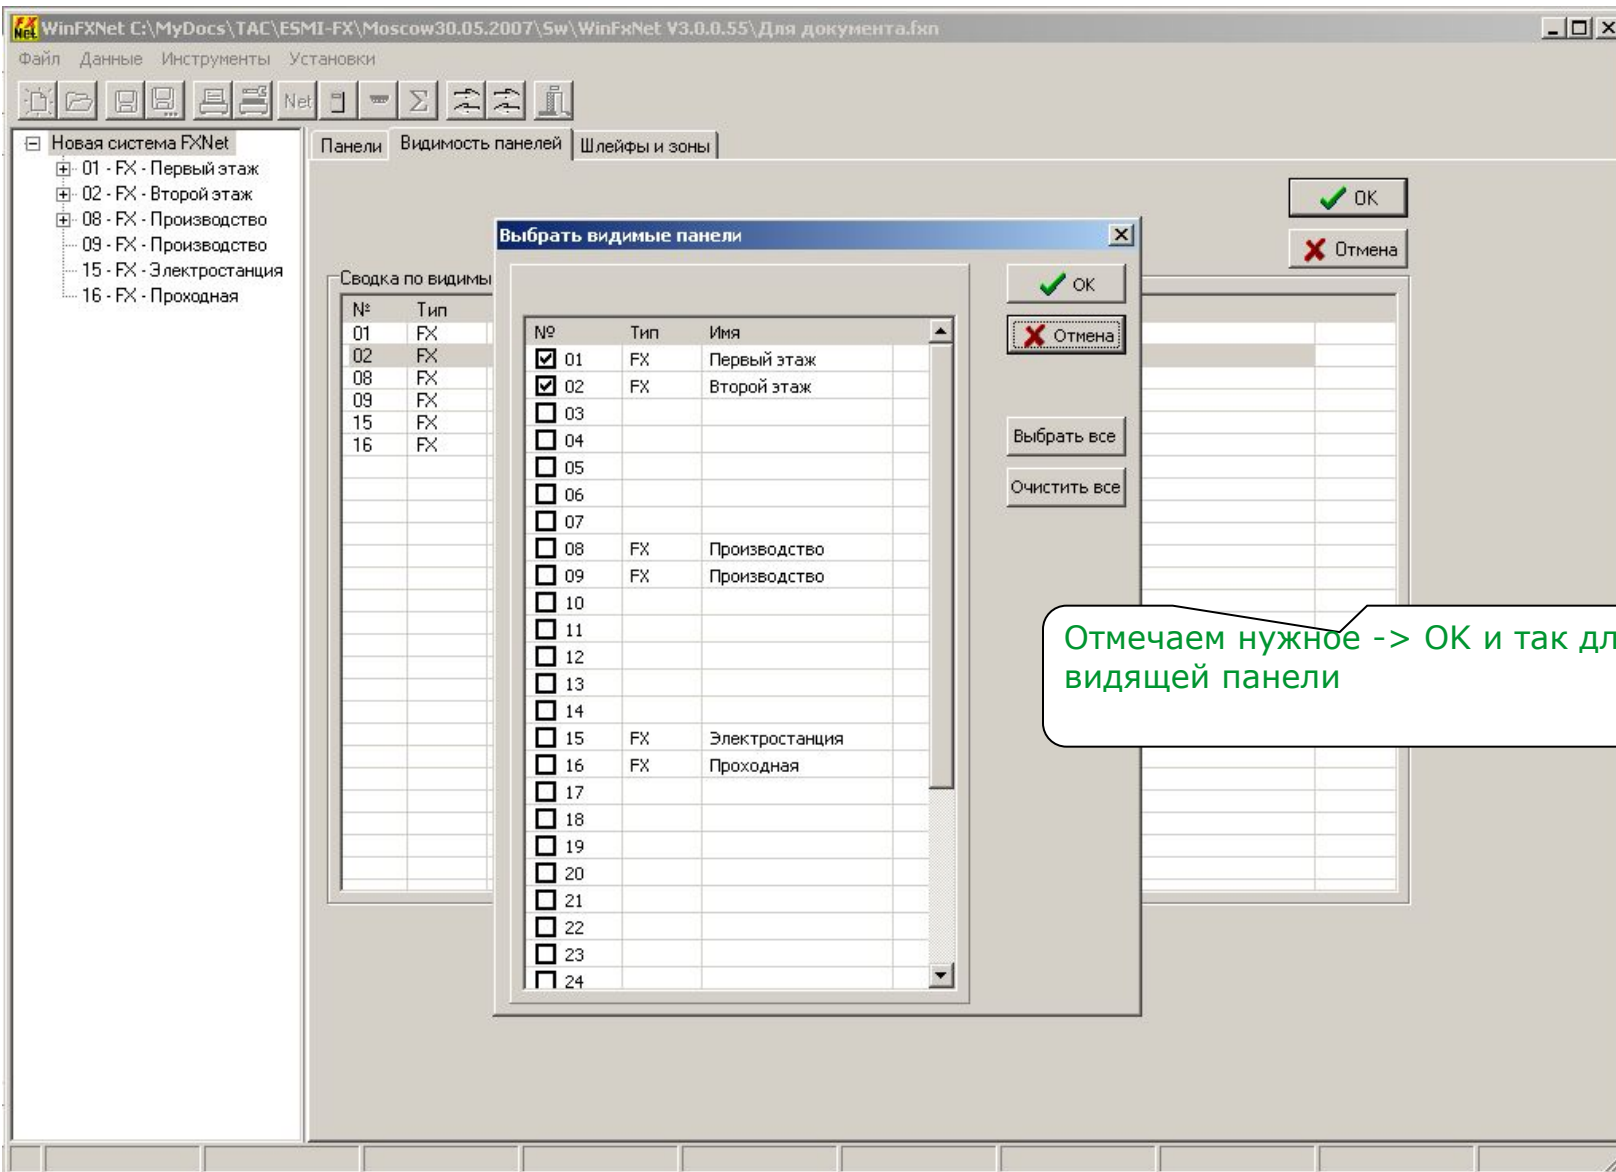 WinFXNet C:\MyDocs\TAC\ESMI-FX\Moscow30.05.2007\Sw\WinFxNet V3.0.0.55\Для документа.fxn
Файл Данные Инструменты Установки
Net Σ
Новая система FXNet
01 - FX - Первый этаж
02 - FX - Второй этаж
08 - FX - Производство
09 - FX - Производство
15 - FX - Электростанция
16 - FX - Проходная
Панели Видимость панелей Шлейфы и зоны
OK
Отмена
Сводка по видимы
№ Тип
01 FX
02 FX
08 FX
09 FX
15 FX
16 FX
Выбрать видимые панели
№ Тип Имя
01 FX Первый этаж
02 FX Второй этаж
03
04
05
06
07
08 FX Производство
09 FX Производство
10
11
12
13
14
15 FX Электростанция
16 FX Проходная
17
18
19
20
21
22
23
24
OK
Отмена
Выбрать все
Очистить все
Отмечаем нужное -> OK и так дл
видящей панели